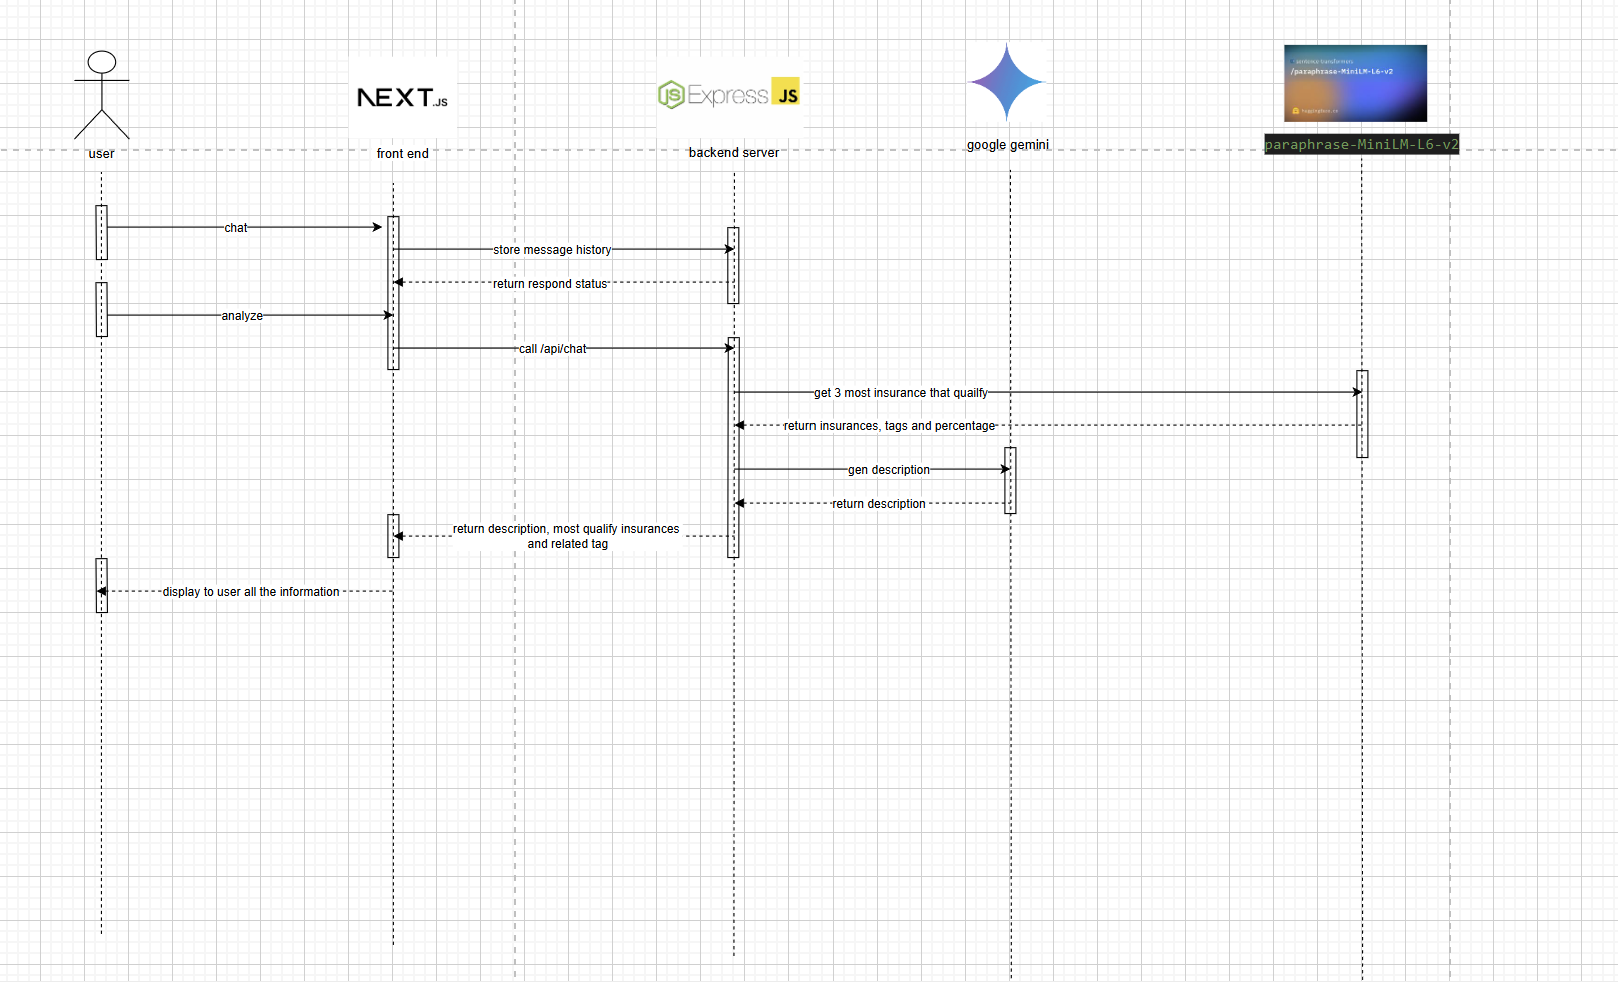 NEXT.JS
JS Express JS
sentence-transformers
/paraphrase-MiniLM-L6-v2
huggingface.co
user
front end
backend server
google gemini
paraphrase-MiniLM-L6-v2
chat
store message history
return respond status
analyze
call /api/chat
get 3 most insurance that quailfy
return insurances, tags and percentage
gen description
return description
return description, most qualify insurances
and related tag
display to user all the information